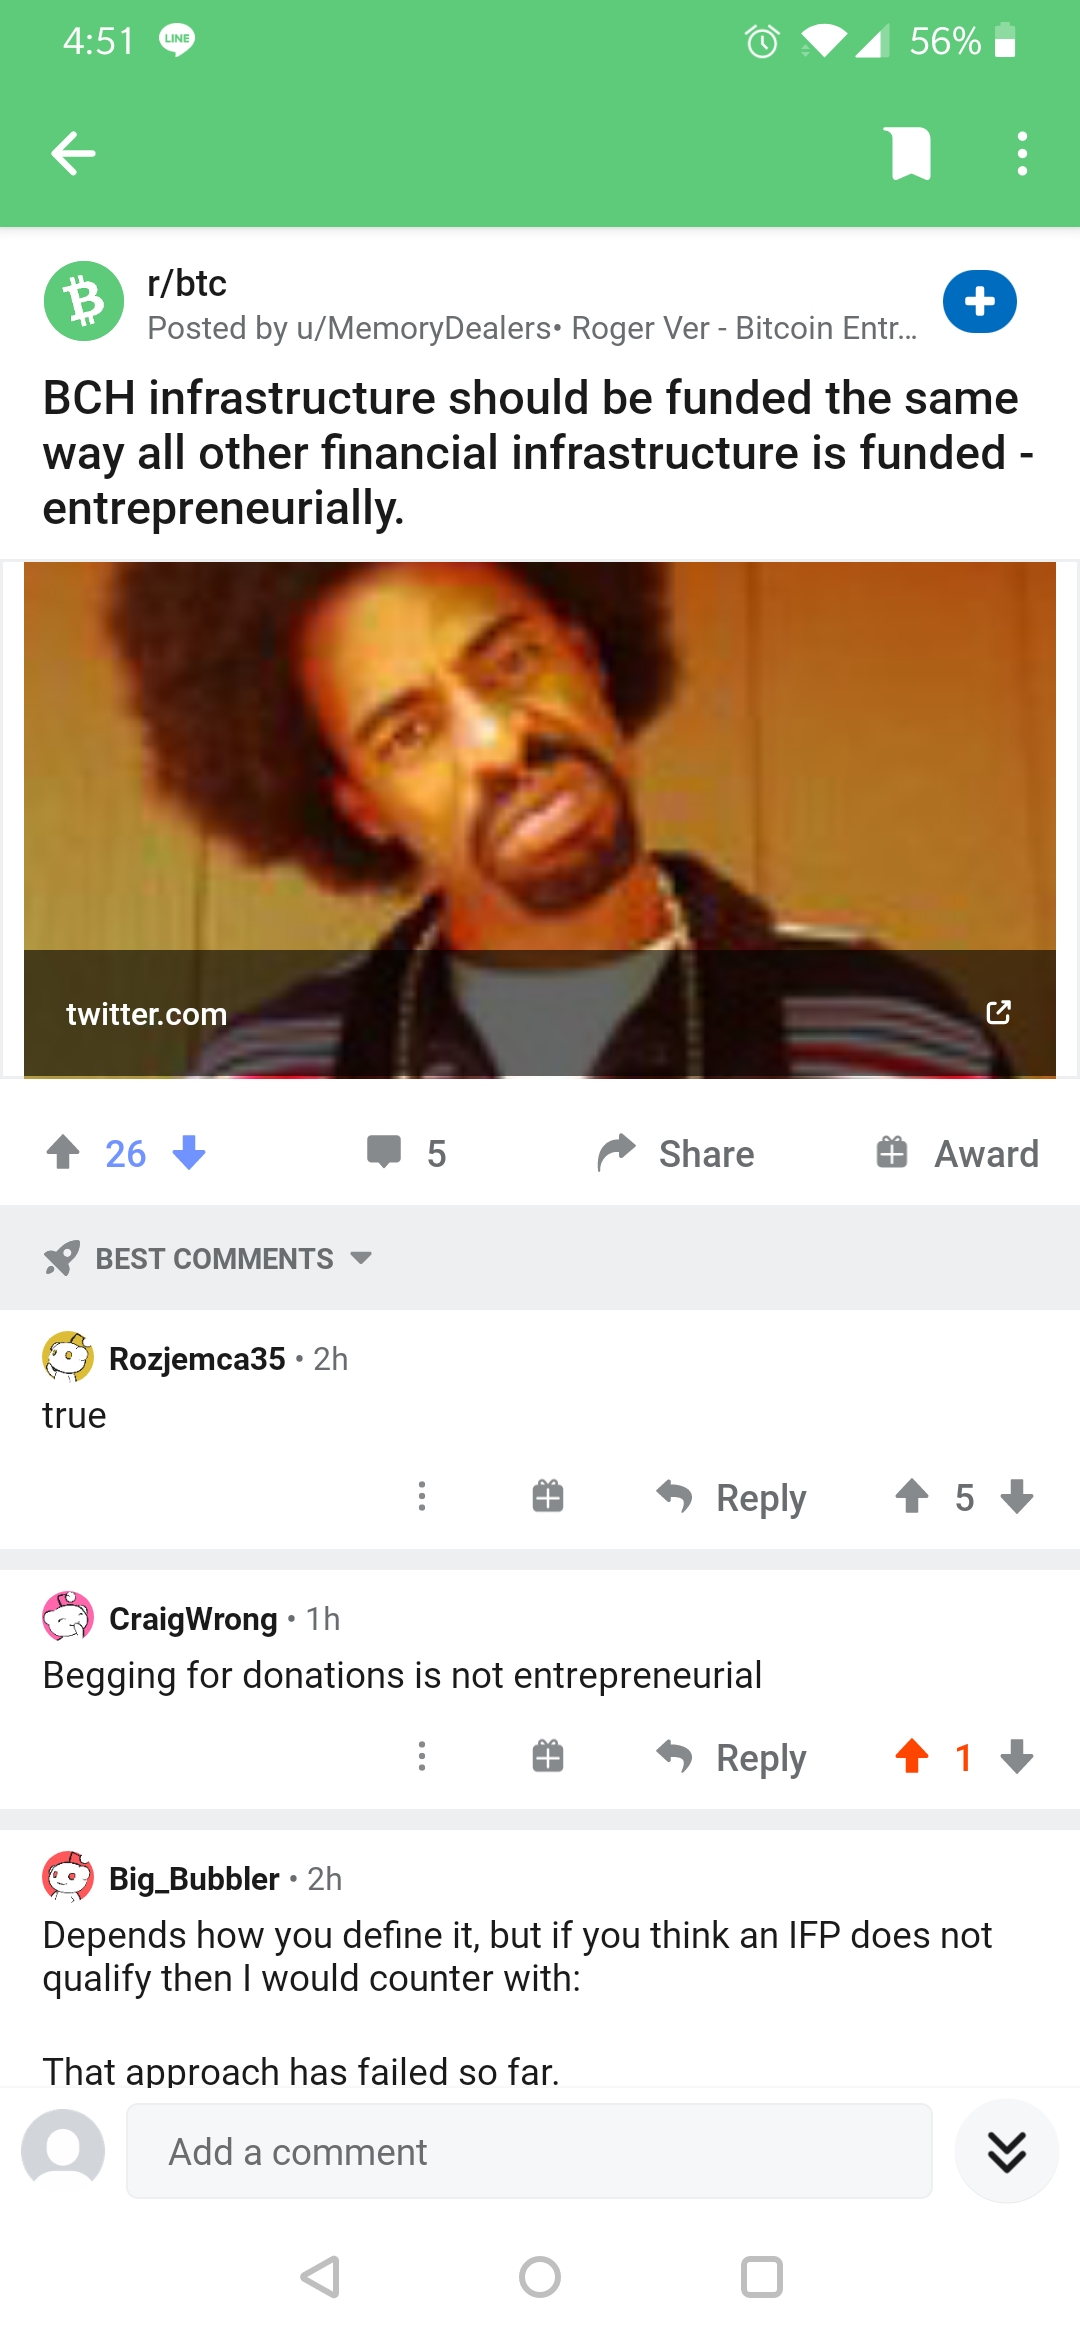 4:51 LINE 56%
r/btc
Posted by u/MemoryDealers• Roger Ver - Bitcoin Entr...
BCH infrastructure should be funded the same
way all other financial infrastructure is funded -
entrepreneurially.
twitter.com
26 5 Share Award
BEST COMMENTS
Rozjemca35 • 2h
true
Reply 5
CraigWrong • 1h
Begging for donations is not entrepreneurial
Reply 1
Big_Bubbler • 2h
Depends how you define it, but if you think an IFP does not
qualify then I would counter with:
That approach has failed so far.
Add a comment